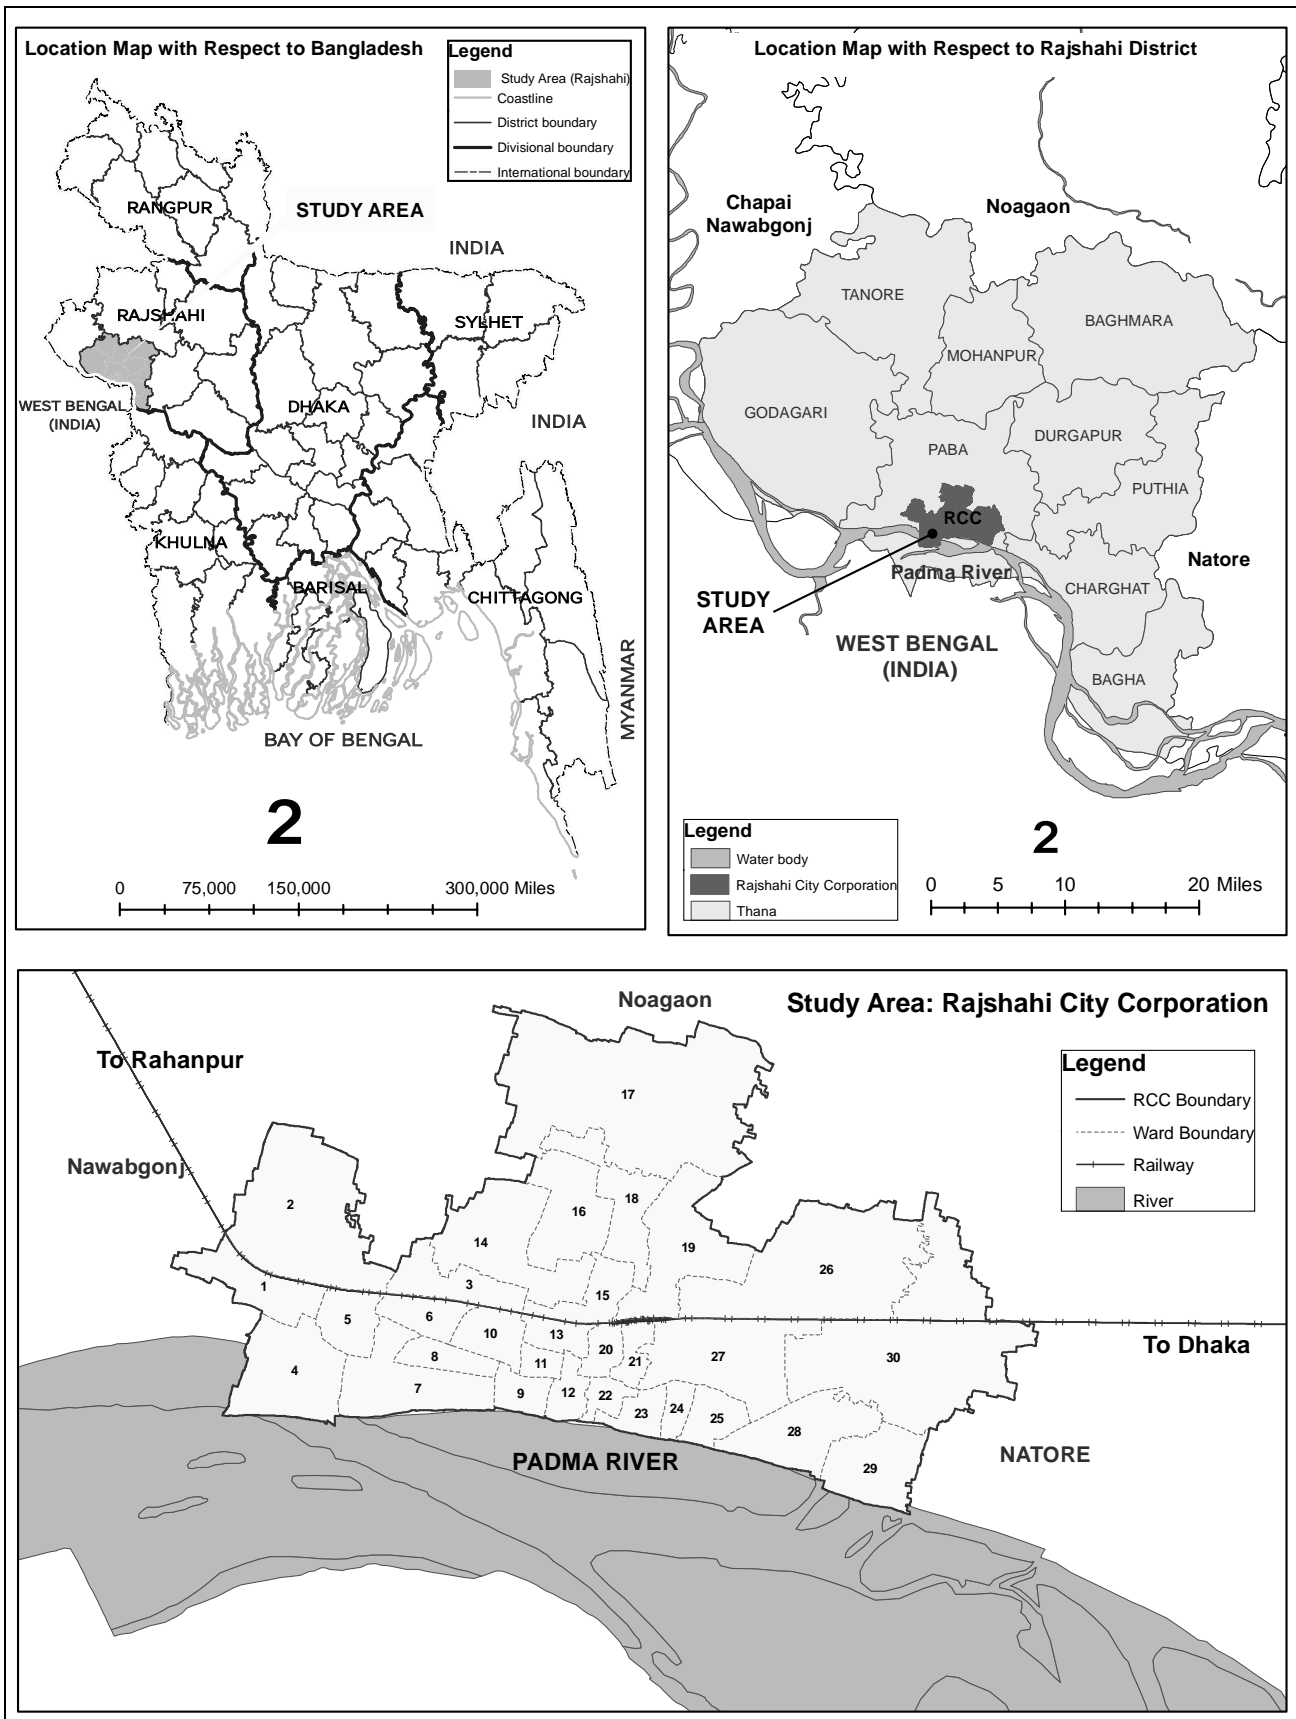 Location Map with Respect to Bangladesh
Legend
Study Area (Rajshahi)
Coastline
District boundary
Divisional boundary
International boundary
RANGPUR
STUDY AREA
INDIA
RAJSHAHI
SYLHET
WEST BENGAL
(INDIA)
DHAKA
INDIA
KHULNA
BARISAL
CHITTAGONG
MYANMAR
BAY OF BENGAL
2
0 75,000 150,000 300,000 Miles
Location Map with Respect to Rajshahi District
Chapai
Nawabgonj
Noagaon
TANORE
BAGHMARA
MOHANPUR
GODAGARI
DURGAPUR
PABA
PUTHIA
RCC
Natore
Padma River
CHARGHAT
STUDY
AREA
WEST BENGAL
(INDIA)
BAGHA
Legend
Water body
Rajshahi City Corporation
Thana
2
0 5 10 20 Miles
Study Area: Rajshahi City Corporation
Noagaon
To Rahanpur
Legend
RCC Boundary
Ward Boundary
Railway
River
Nawabgonj
17
2
18
16
14
19
26
1
3
15
5
6
10
13
20
21
27
30
To Dhaka
4
8
11
7
9
12
22
23
24
25
28
29
PADMA RIVER
NATORE